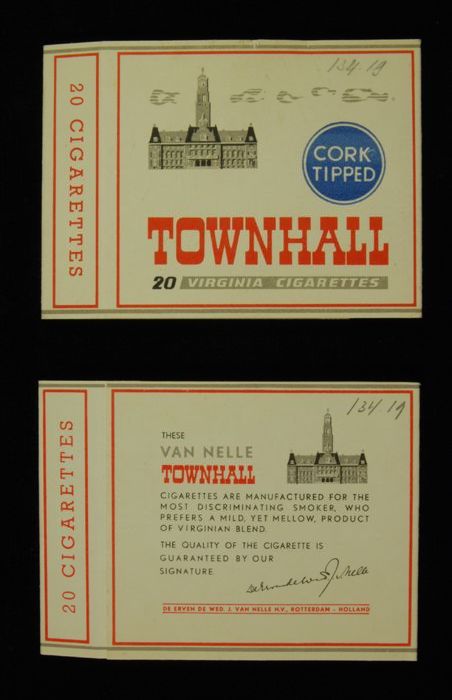 20 CIGARETTES
134.19
CORK
TIPPED
TOWNHALL
20 VIRGINIA CIGARETTES
20 CIGARETTES
134.19
THESE
VAN NELLE
TOWNHALL
CIGARETTES ARE MANUFACTURED FOR THE
MOST DISCRIMINATING SMOKER, WHO
PREFERS A MILD, YET MELLOW, PRODUCT
OF VIRGINIAN BLEND.
THE QUALITY OF THE CIGARETTE IS
GUARANTEED BY OUR
SIGNATURE
DE ERVEN DE WED. J. VAN NELLE N.V., ROTTERDAM - HOLLAND